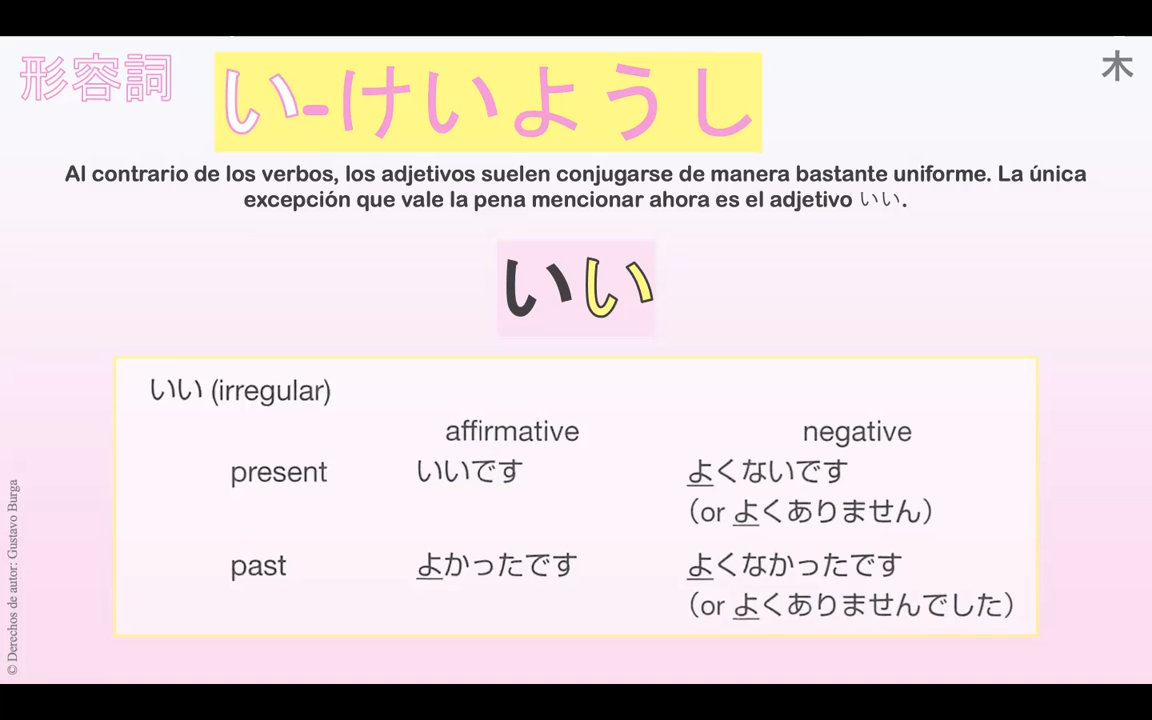 形容詞
い-けいようし
木
Al contrario de los verbos, los adjetivos suelen conjugarse de manera bastante uniforme. La única
excepción que vale la pena mencionar ahora es el adjetivo いい.
いい
いい (irregular)
affirmative negative
present いいです よくないです
(or よくありません)
past よかったです よくなかったです
(or よくありませんでした)
© Derechos de autor: Gustavo Burga